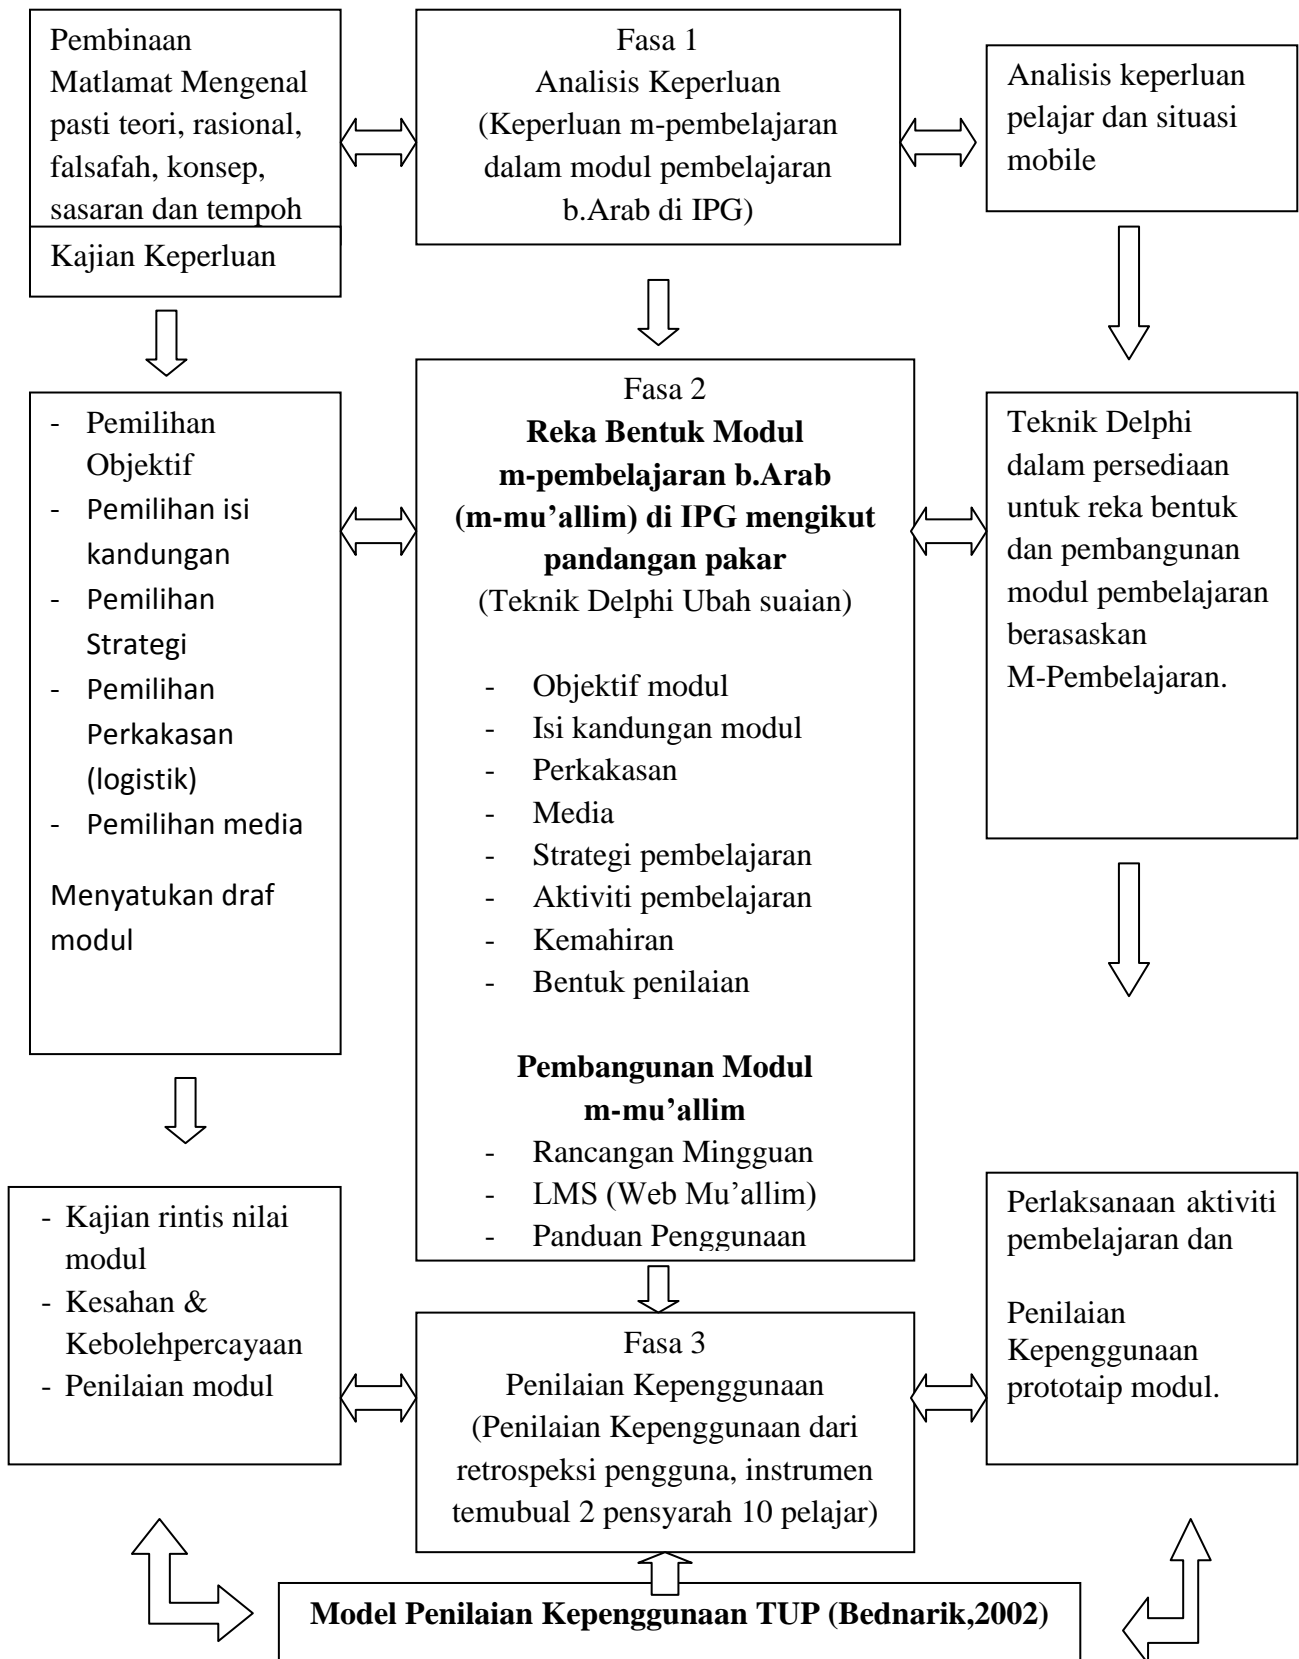 Pembinaan
Matlamat Mengenal
pasti teori, rasional,
falsafah, konsep,
sasaran dan tempoh
Kajian Keperluan
Fasa 1
Analisis Keperluan
(Keperluan m-pembelajaran
dalam modul pembelajaran
b.Arab di IPG)
Analisis keperluan
pelajar dan situasi
mobile
- Pemilihan
Objektif
- Pemilihan isi
kandungan
- Pemilihan
Strategi
- Pemilihan
Perkakasan
(logistik)
- Pemilihan media
Menyatukan draf
modul
Fasa 2
Reka Bentuk Modul
m-pembelajaran b.Arab
(m-mu’allim) di IPG mengikut
pandangan pakar
(Teknik Delphi Ubah suaian)
- Objektif modul
- Isi kandungan modul
- Perkakasan
- Media
- Strategi pembelajaran
- Aktiviti pembelajaran
- Kemahiran
- Bentuk penilaian
Pembangunan Modul
m-mu’allim
- Rancangan Mingguan
- LMS (Web Mu’allim)
- Panduan Penggunaan
Teknik Delphi
dalam persediaan
untuk reka bentuk
dan pembangunan
modul pembelajaran
berasaskan
M-Pembelajaran.
- Kajian rintis nilai
modul
- Kesahan &
Kebolehpercayaan
- Penilaian modul
Fasa 3
Penilaian Kepenggunaan
(Penilaian Kepenggunaan dari
retrospeksi pengguna, instrumen
temubual 2 pensyarah 10 pelajar)
Perlaksanaan aktiviti
pembelajaran dan
Penilaian
Kepenggunaan
prototaip modul.
Model Penilaian Kepenggunaan TUP (Bednarik,2002)